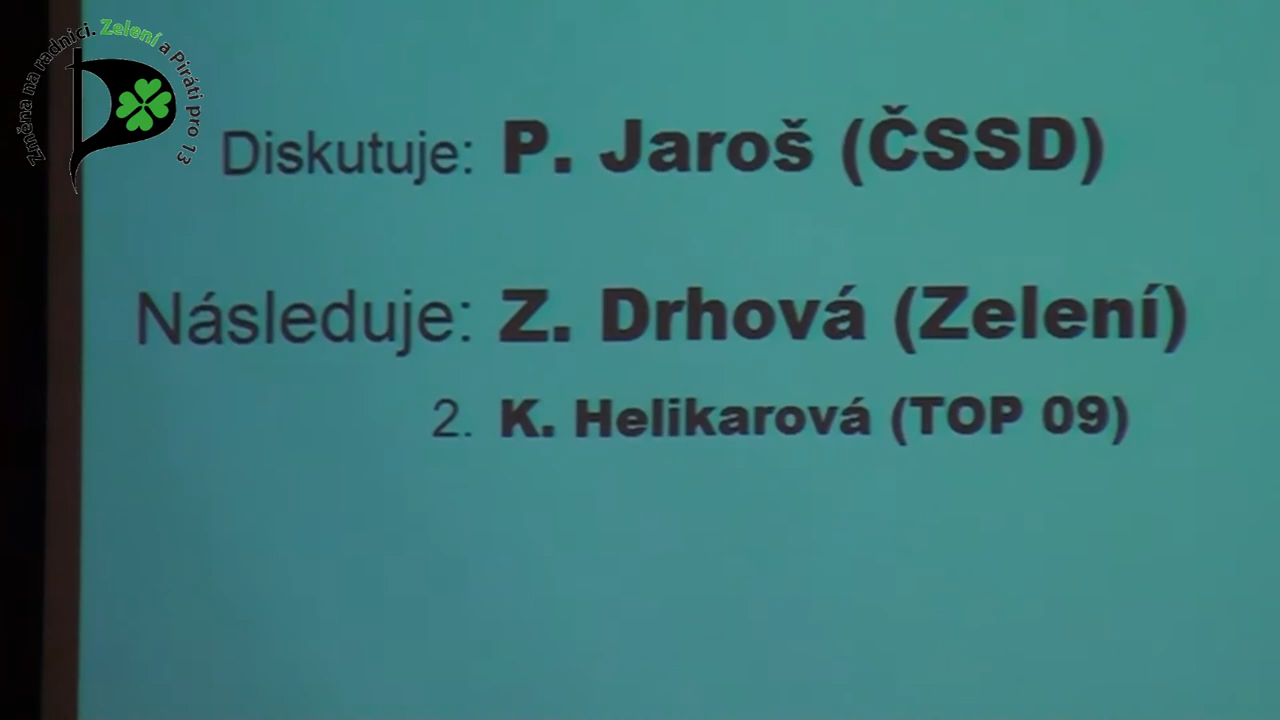 Změna na radnici. Zelení a Piráti pro 13
Diskutuje: P. Jaroš (ČSSD)
Následuje: Z. Drhová (Zelení)
2. K. Helikarová (TOP 09)